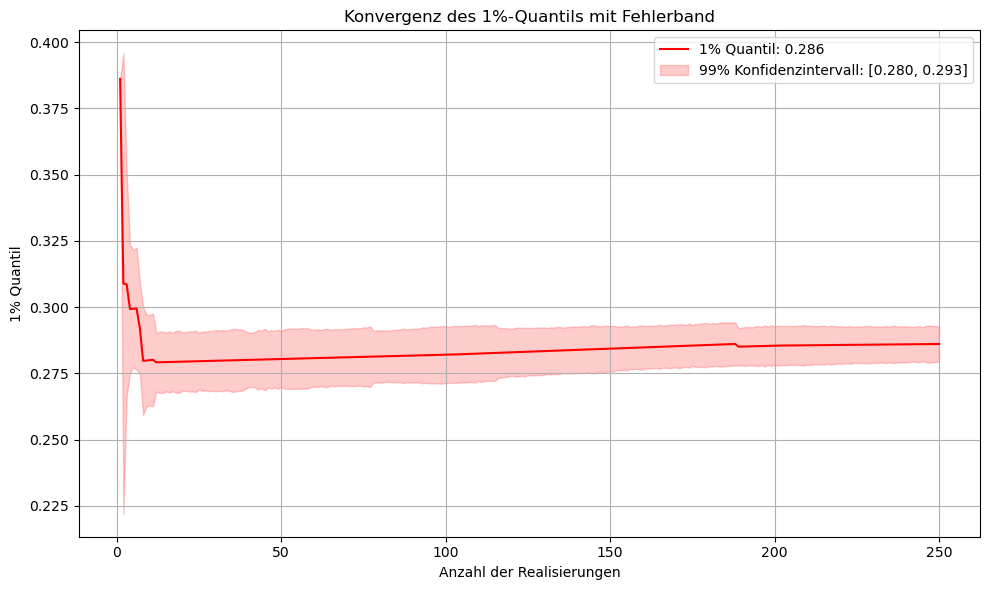 Konvergenz des 1%-Quantils mit Fehlerband
1% Quantil: 0.286
99% Konfidenzintervall: [0.280, 0.293]
0.400
0.375
0.350
0.325
0.300
0.275
0.250
0.225
1% Quantil
0
50
100
150
200
250
Anzahl der Realisierungen